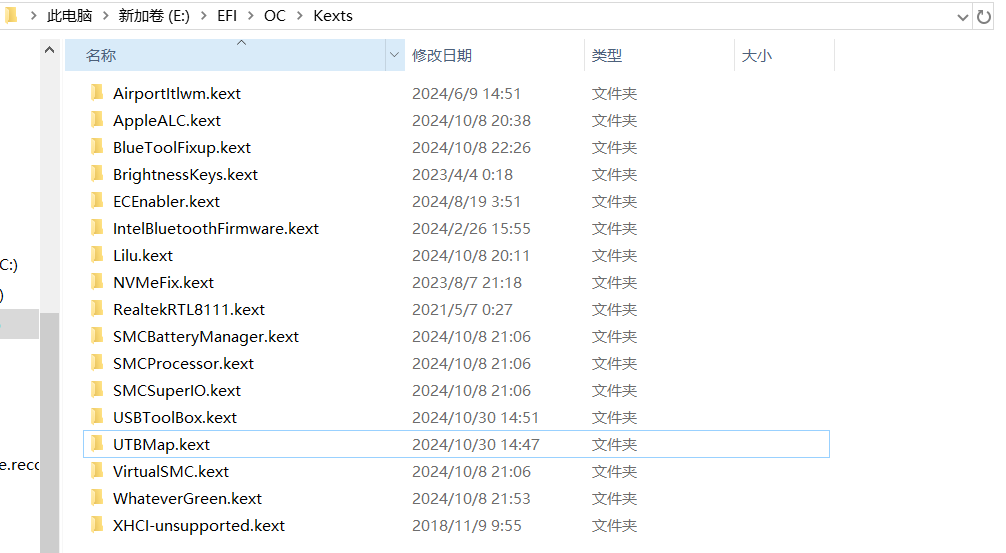 此电脑 > 新加卷 (E:) > EFI > OC > Kexts
名称 修改日期 类型 大小
AirportItlwm.kext 2024/6/9 14:51 文件夹
AppleALC.kext 2024/10/8 20:38 文件夹
BlueToolFixup.kext 2024/10/8 22:26 文件夹
BrightnessKeys.kext 2023/4/4 0:18 文件夹
ECEnabler.kext 2024/8/19 3:51 文件夹
IntelBluetoothFirmware.kext 2024/2/26 15:55 文件夹
C:) Lilu.kext 2024/10/8 20:11 文件夹
) NVMeFix.kext 2023/8/7 21:18 文件夹
RealtekRTL8111.kext 2021/5/7 0:27 文件夹
SMCBatteryManager.kext 2024/10/8 21:06 文件夹
SMCProcessor.kext 2024/10/8 21:06 文件夹
SMCSuperIO.kext 2024/10/8 21:06 文件夹
USBToolBox.kext 2024/10/30 14:51 文件夹
UTBMap.kext 2024/10/30 14:47 文件夹
e.recc VirtualSMC.kext 2024/10/8 21:06 文件夹
WhateverGreen.kext 2024/10/8 21:53 文件夹
XHCI-unsupported.kext 2018/11/9 9:55 文件夹